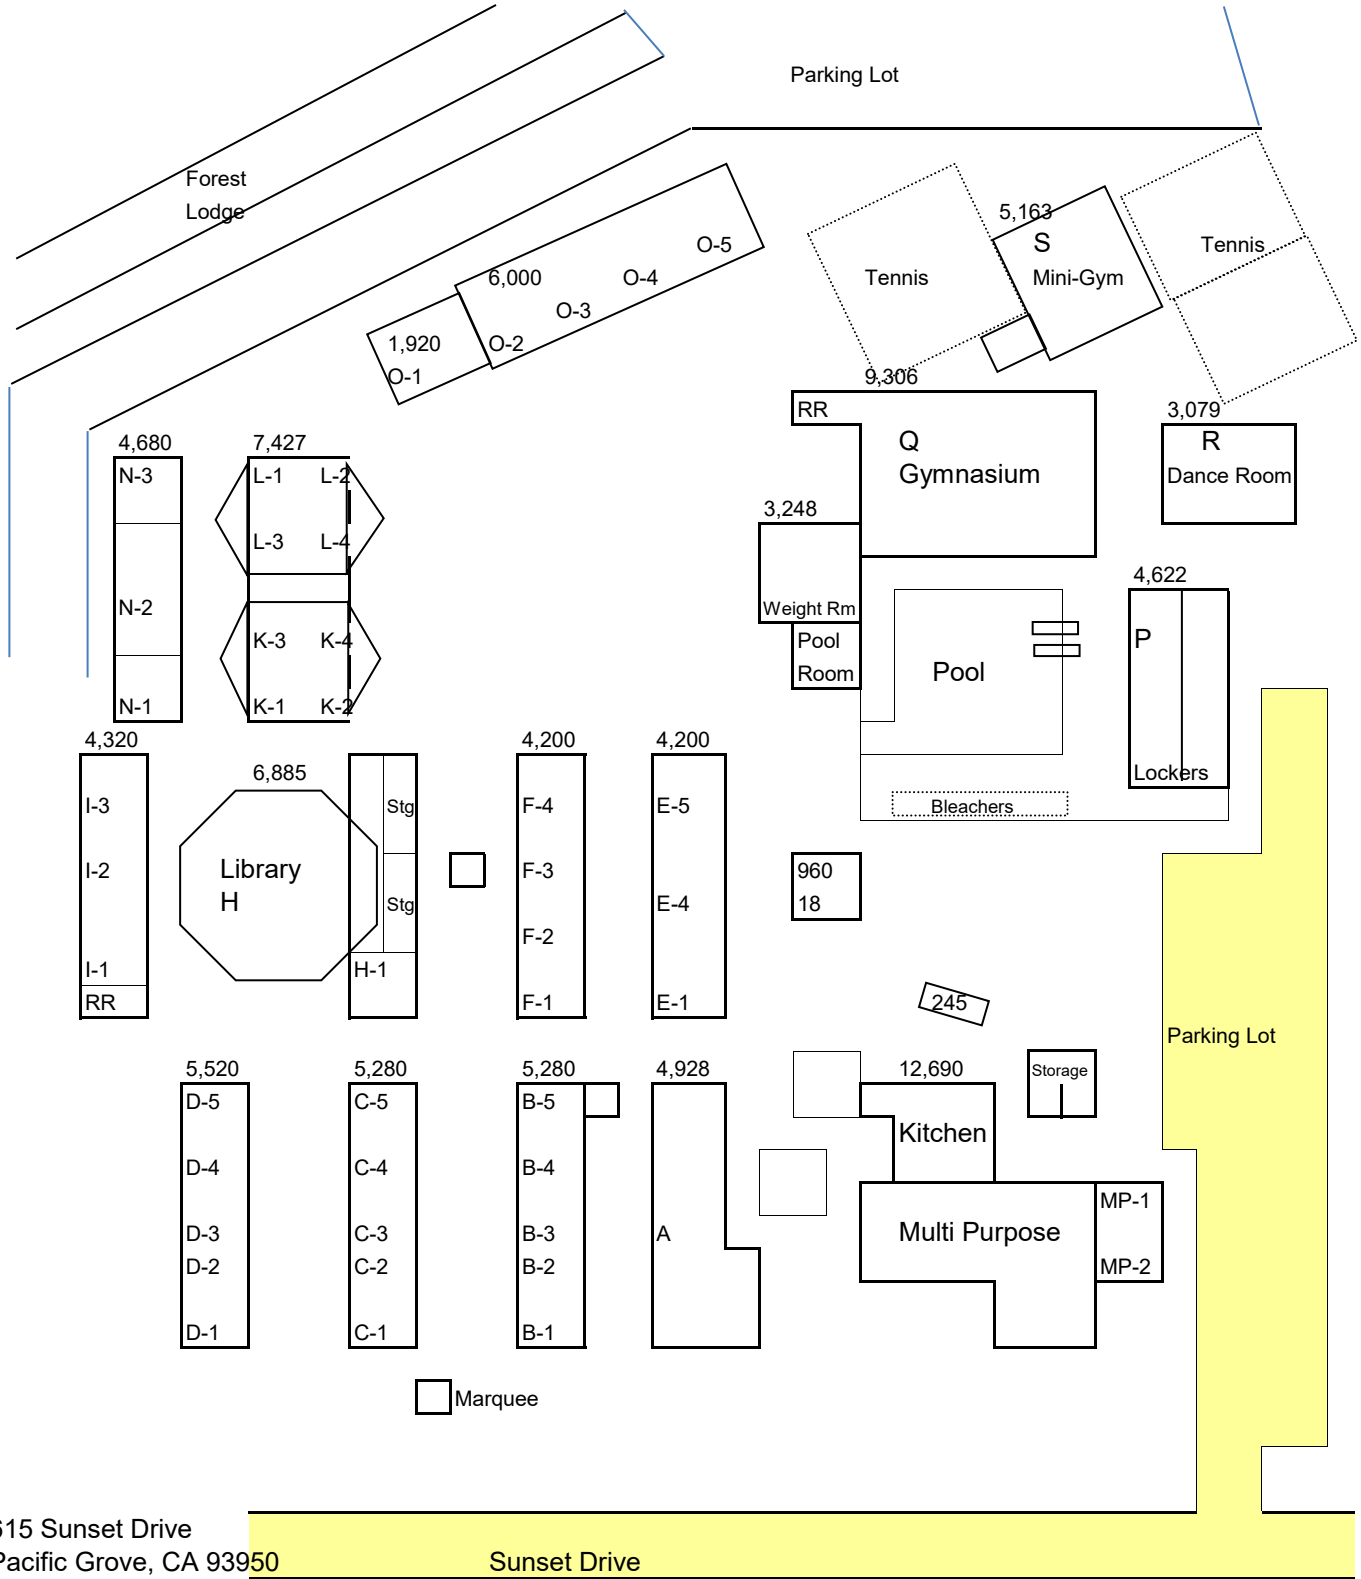 Parking Lot
Forest
Lodge
5,163
S
Mini-Gym
Tennis
Tennis
O-5
O-4
6,000
O-3
O-2
1,920
O-1
9,306
RR
Q
Gymnasium
3,079
R
Dance Room
4,680
N-3
N-2
N-1
7,427
L-1 L-2
L-3 L-4
K-3 K-4
K-1 K-2
3,248
Weight Rm
Pool
Room
Pool
4,622
P
Lockers
Bleachers
4,320
I-3
I-2
I-1
RR
6,885
Library
H
Stg
Stg
H-1
4,200
F-4
F-3
F-2
F-1
4,200
E-5
E-4
E-1
960
18
245
Parking Lot
5,520
D-5
D-4
D-3
D-2
D-1
5,280
C-5
C-4
C-3
C-2
C-1
5,280
B-5
B-4
B-3
B-2
B-1
4,928
A
12,690
Kitchen
Storage
Multi Purpose
MP-1
MP-2
Marquee
615 Sunset Drive
Pacific Grove, CA 93950
Sunset Drive